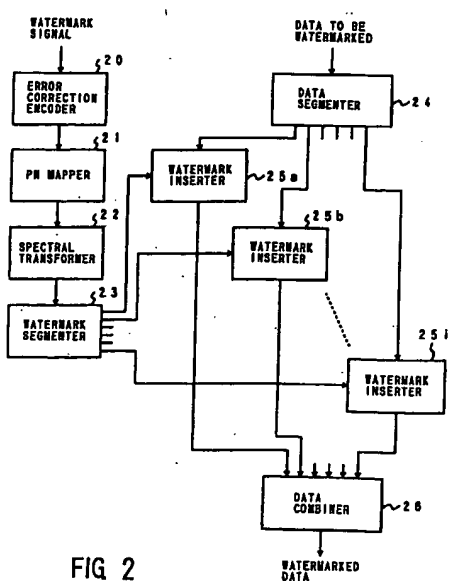 WATERMARK
SIGNAL
20
ERROR
CORRECTION
ENCODER
21
PN MAPPER
22
SPECTRAL
TRANSFORMER
23
WATERMARK
SEGMENTER
DATA TO BE
WATERMARKED
DATA
SEGMENTER
24
WATERMARK
INSERTER
25a
25b
WATERMARK
INSERTER
25i
WATERMARK
INSERTER
DATA
COMBINER
26
WATERMARKED
DATA
FIG 2